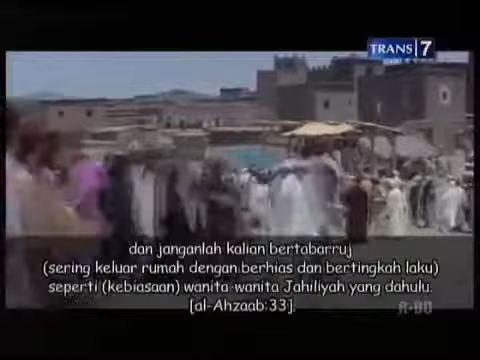 TRANS|7
dan janganlah kalian bertabarruj
(sering keluar rumah dengan berhias dan bertingkah laku)
seperti (kebiasaan) wanita-wanita Jahiliyah yang dahulu.
[al-Ahzaab:33].
R-BO